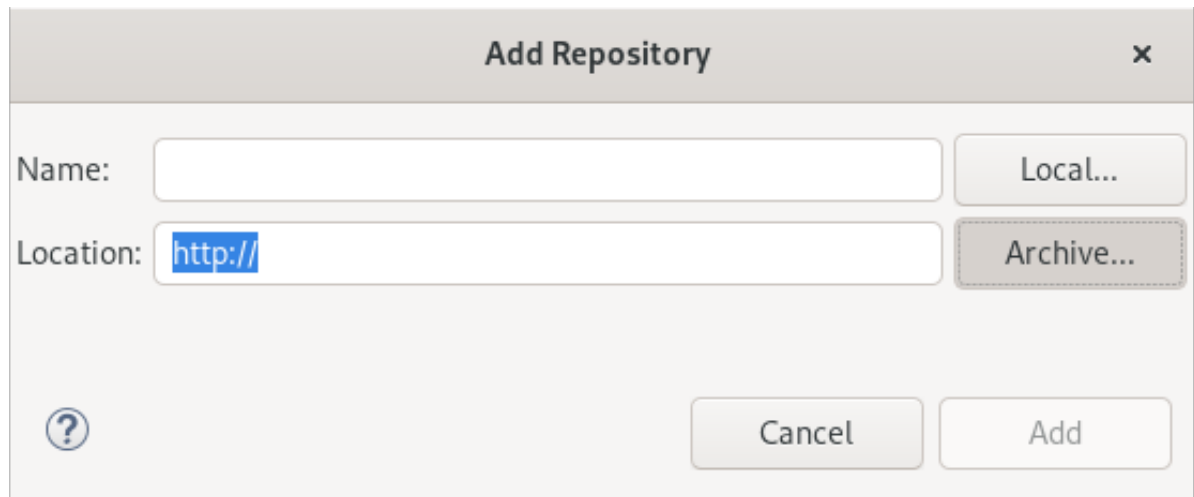 Add Repository ×
Name: Local...
Location: http:// Archive...
? Cancel Add